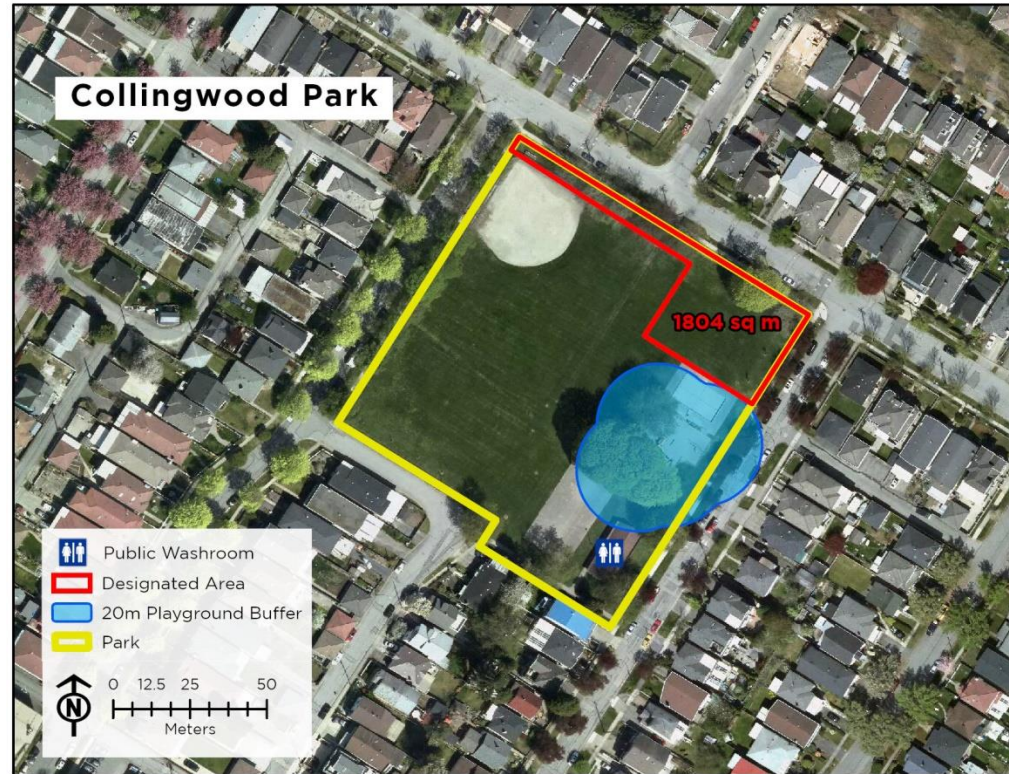 Collingwood Park
1804 sq m
Public Washroom
Designated Area
20m Playground Buffer
Park
N
0 12.5 25 50
Meters